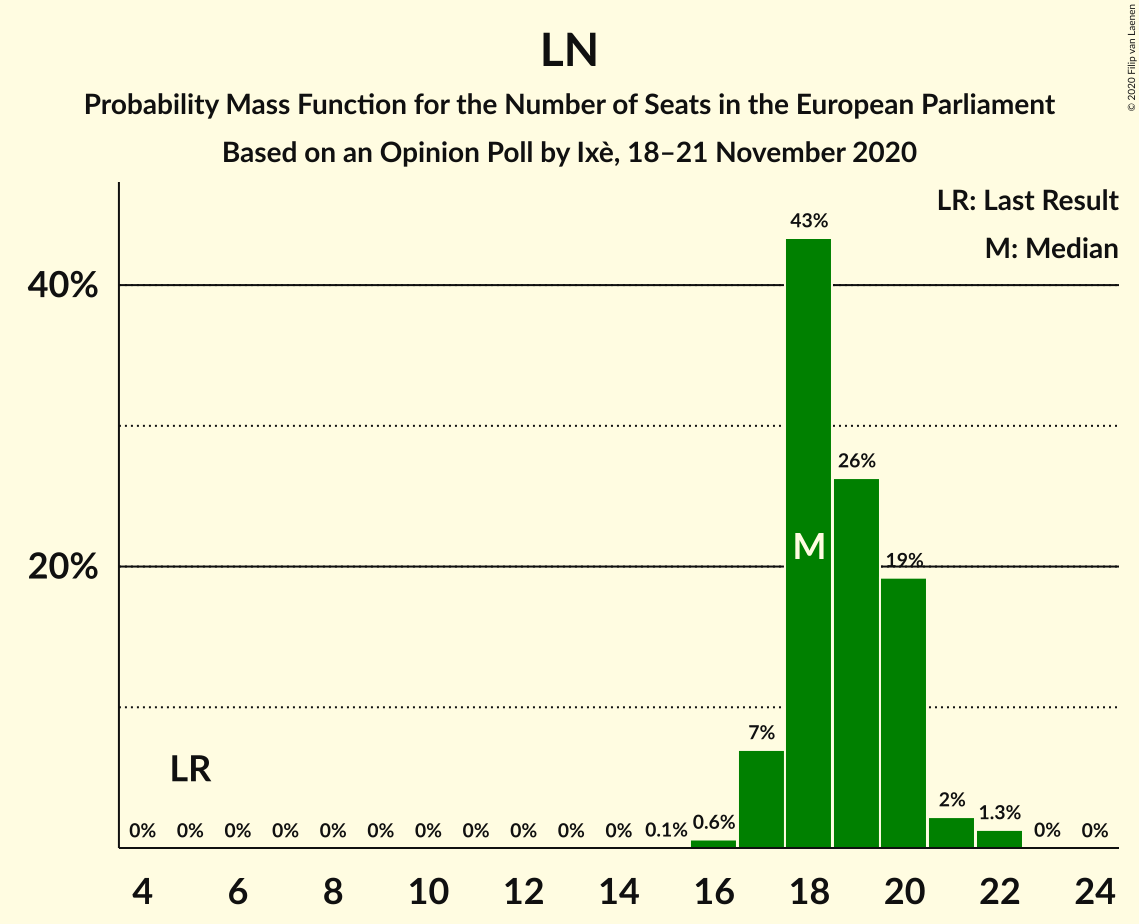 LN
Probability Mass Function for the Number of Seats in the European Parliament
Based on an Opinion Poll by Ixè, 18–21 November 2020
© 2020 Filip van Laenen
LR: Last Result
M: Median
43%
40%
26%
M
20%
19%
7%
LR
2%
0% 0% 0% 0% 0% 0% 0% 0% 0% 0% 0% 0.1% 0.6% 1.3% 0% 0%
4 6 8 10 12 14 16 18 20 22 24